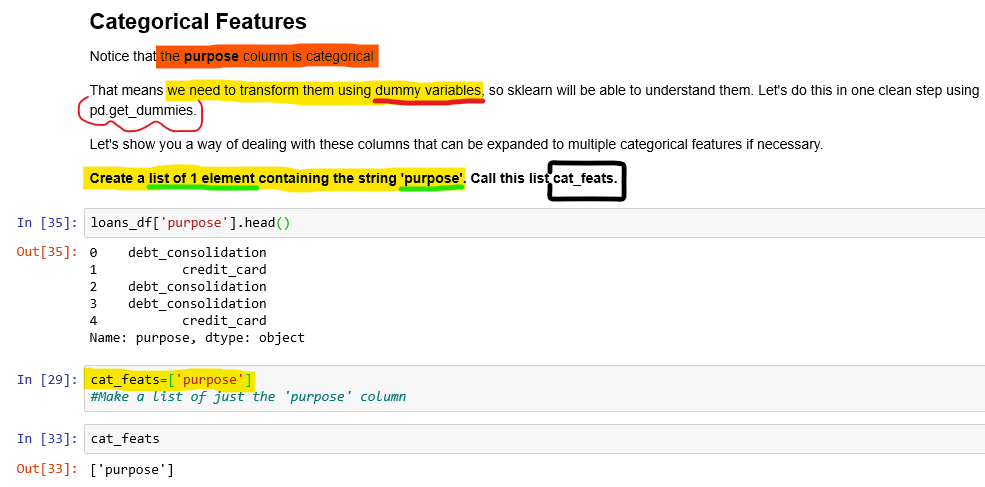 Categorical Features
Notice that the purpose column is categorical
That means we need to transform them using dummy variables, so sklearn will be able to understand them. Let's do this in one clean step using
pd.get_dummies.
Let's show you a way of dealing with these columns that can be expanded to multiple categorical features if necessary.
Create a list of 1 element containing the string 'purpose'. Call this list cat_feats.
In [35]: loans_df['purpose'].head()
Out[35]: 0    debt_consolidation
1           credit_card
2    debt_consolidation
3    debt_consolidation
4           credit_card
Name: purpose, dtype: object
In [29]: cat_feats=['purpose']
#Make a list of just the 'purpose' column
In [33]: cat_feats
Out[33]: ['purpose']